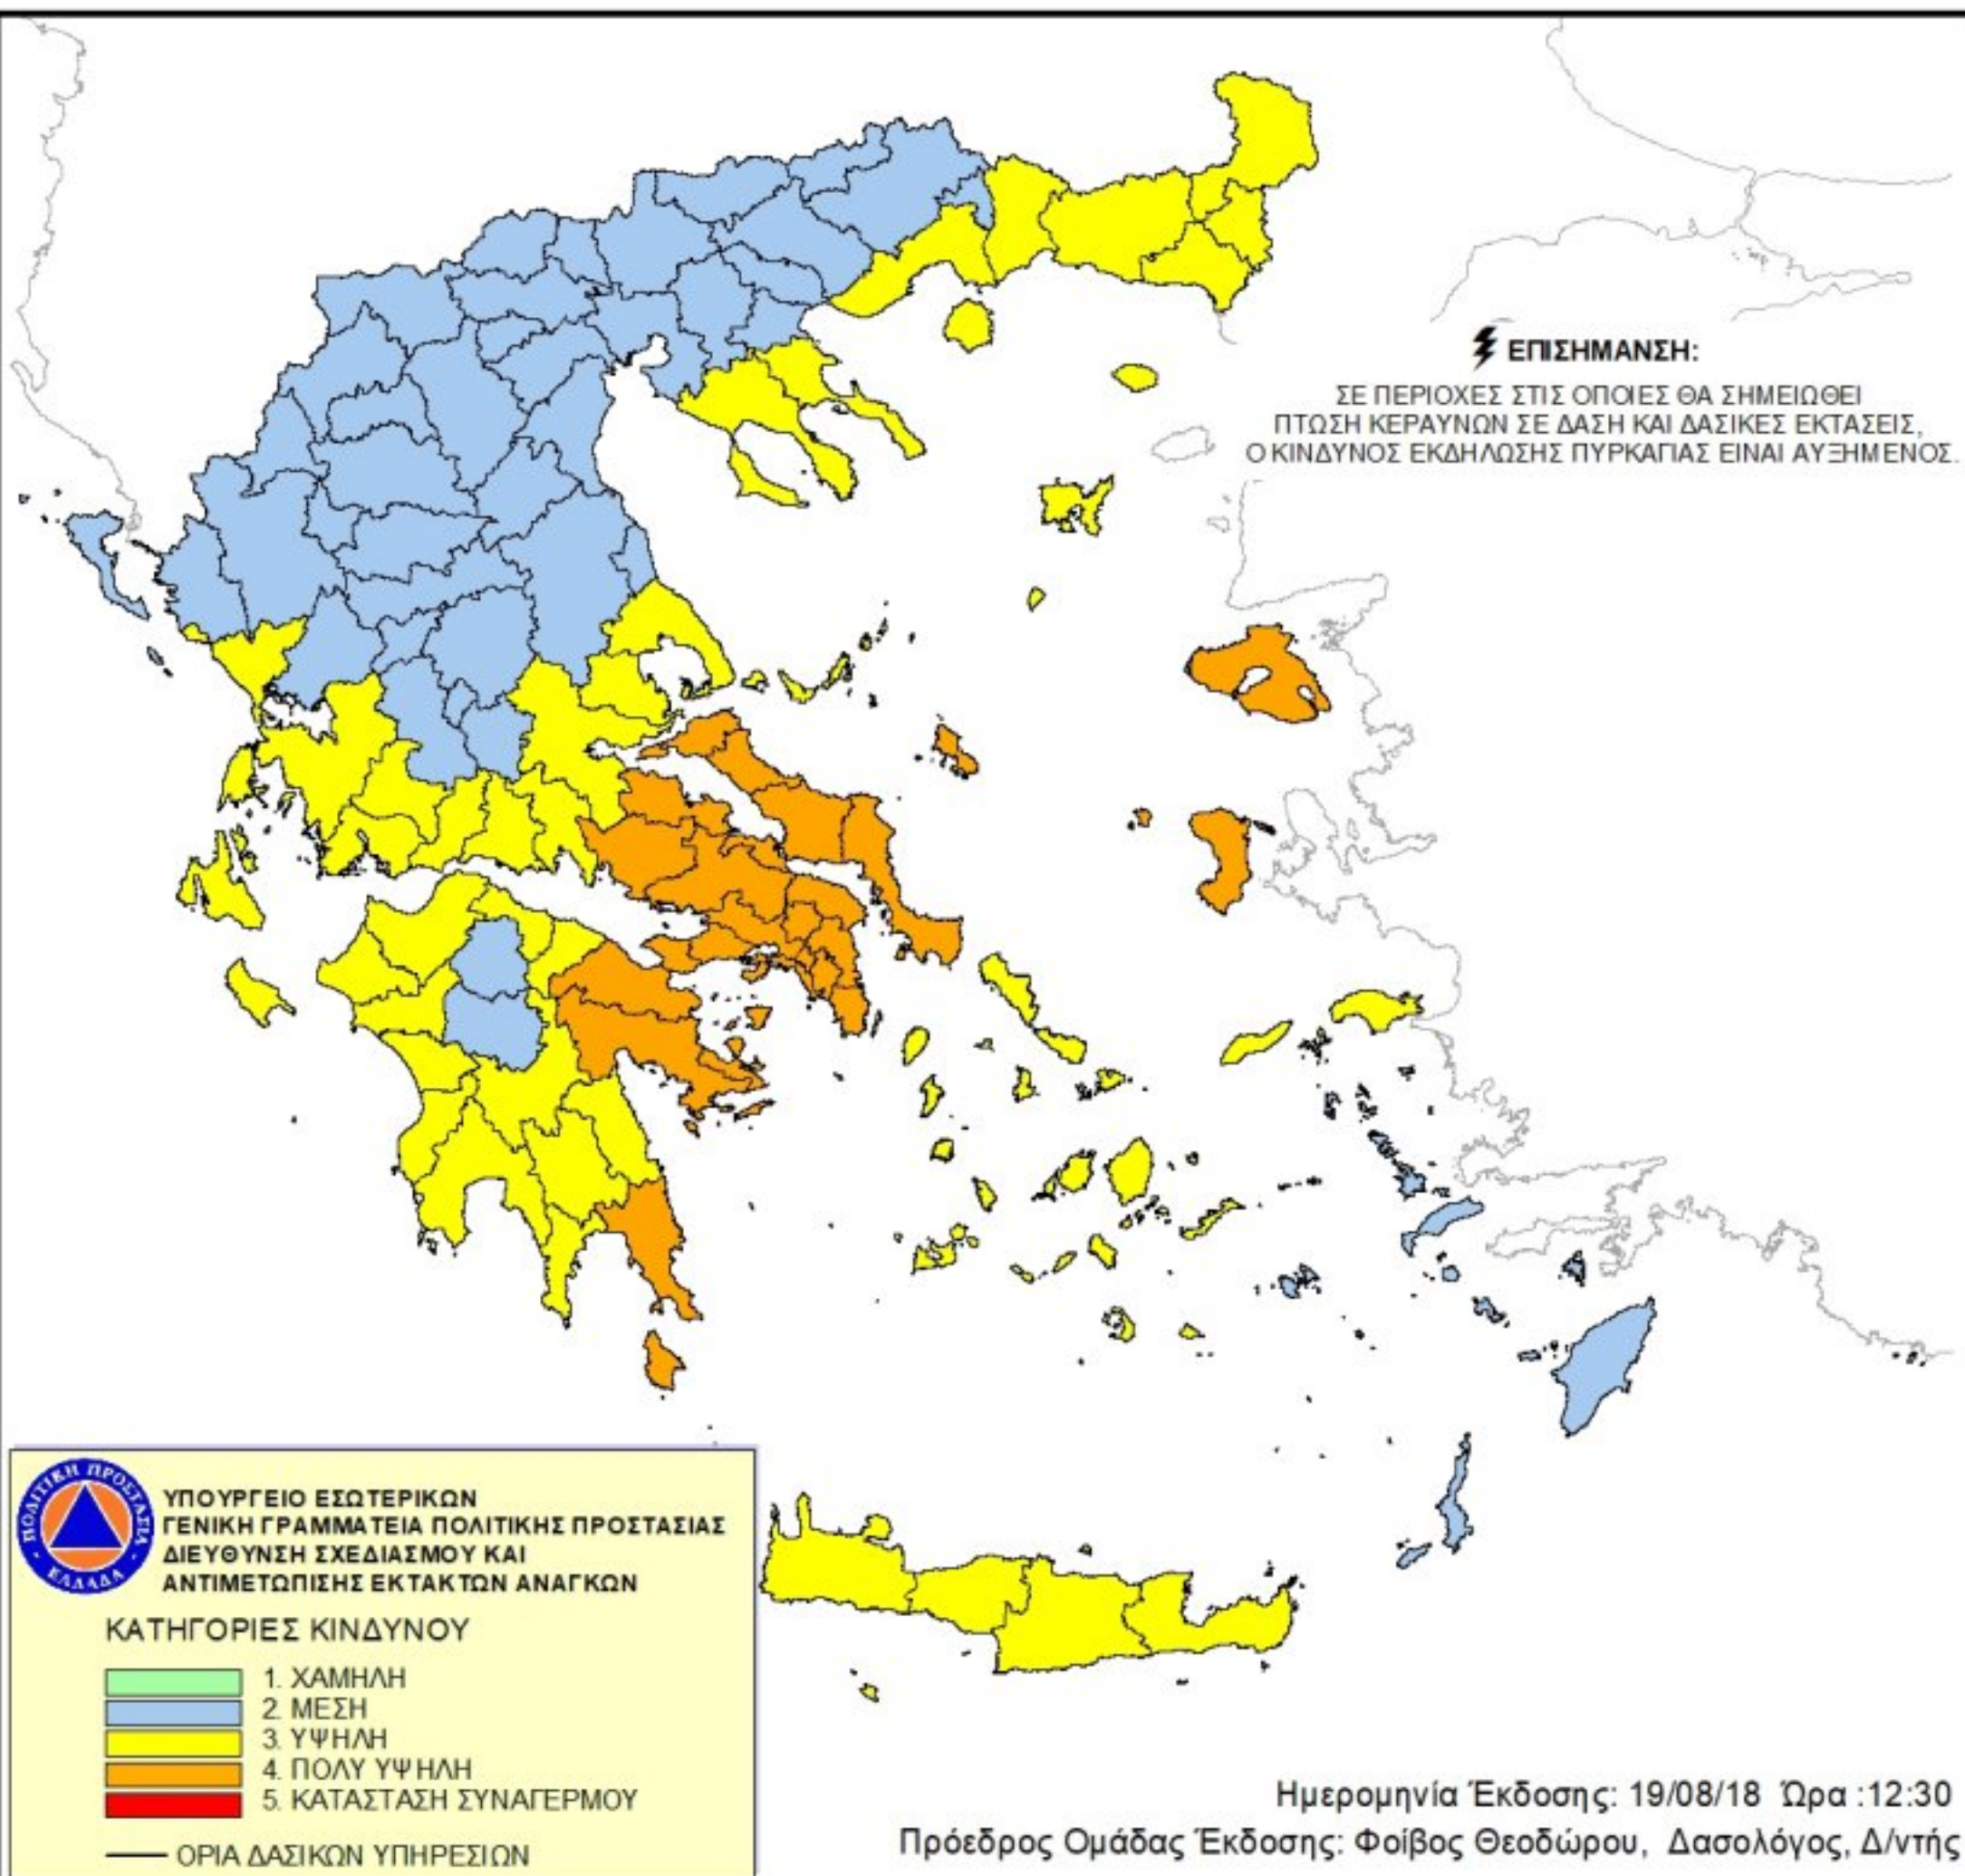 ΕΠΙΣΗΜΑΝΣΗ:
ΣΕ ΠΕΡΙΟΧΕΣ ΣΤΙΣ ΟΠΟΙΕΣ ΘΑ ΣΗΜΕΙΩΘΕΙ
ΠΤΩΣΗ ΚΕΡΑΥΝΩΝ ΣΕ ΔΑΣΗ ΚΑΙ ΔΑΣΙΚΕΣ ΕΚΤΑΣΕΙΣ,
Ο ΚΙΝΔΥΝΟΣ ΕΚΔΗΛΩΣΗΣ ΠΥΡΚΑΓΙΑΣ ΕΙΝΑΙ ΑΥΞΗΜΕΝΟΣ.
ΠΟΛΙΤΙΚΗ ΠΡΟΣΤΑΣΙΑ
ΕΛΛΑΔΑ
ΥΠΟΥΡΓΕΙΟ ΕΣΩΤΕΡΙΚΩΝ
ΓΕΝΙΚΗ ΓΡΑΜΜΑΤΕΙΑ ΠΟΛΙΤΙΚΗΣ ΠΡΟΣΤΑΣΙΑΣ
ΔΙΕΥΘΥΝΣΗ ΣΧΕΔΙΑΣΜΟΥ ΚΑΙ
ΑΝΤΙΜΕΤΩΠΙΣΗΣ ΕΚΤΑΚΤΩΝ ΑΝΑΓΚΩΝ
ΚΑΤΗΓΟΡΙΕΣ ΚΙΝΔΥΝΟΥ
1. ΧΑΜΗΛΗ
2. ΜΕΣΗ
3. ΥΨΗΛΗ
4. ΠΟΛΥ ΥΨΗΛΗ
5. ΚΑΤΑΣΤΑΣΗ ΣΥΝΑΓΕΡΜΟΥ
ΟΡΙΑ ΔΑΣΙΚΩΝ ΥΠΗΡΕΣΙΩΝ
Ημερομηνία Έκδοσης: 19/08/18 Ώρα :12:30
Πρόεδρος Ομάδας Έκδοσης: Φοίβος Θεοδώρου, Δασολόγος, Δ/ντής